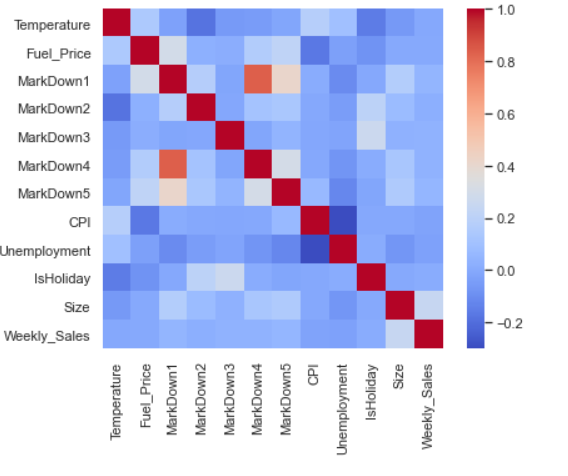 Temperature
Fuel_Price
MarkDown1
MarkDown2
MarkDown3
MarkDown4
MarkDown5
CPI
Unemployment
IsHoliday
Size
Weekly_Sales
Temperature
Fuel_Price
MarkDown1
MarkDown2
MarkDown3
MarkDown4
MarkDown5
CPI
Unemployment
IsHoliday
Size
Weekly_Sales
1.0
0.8
0.6
0.4
0.2
0.0
−0.2